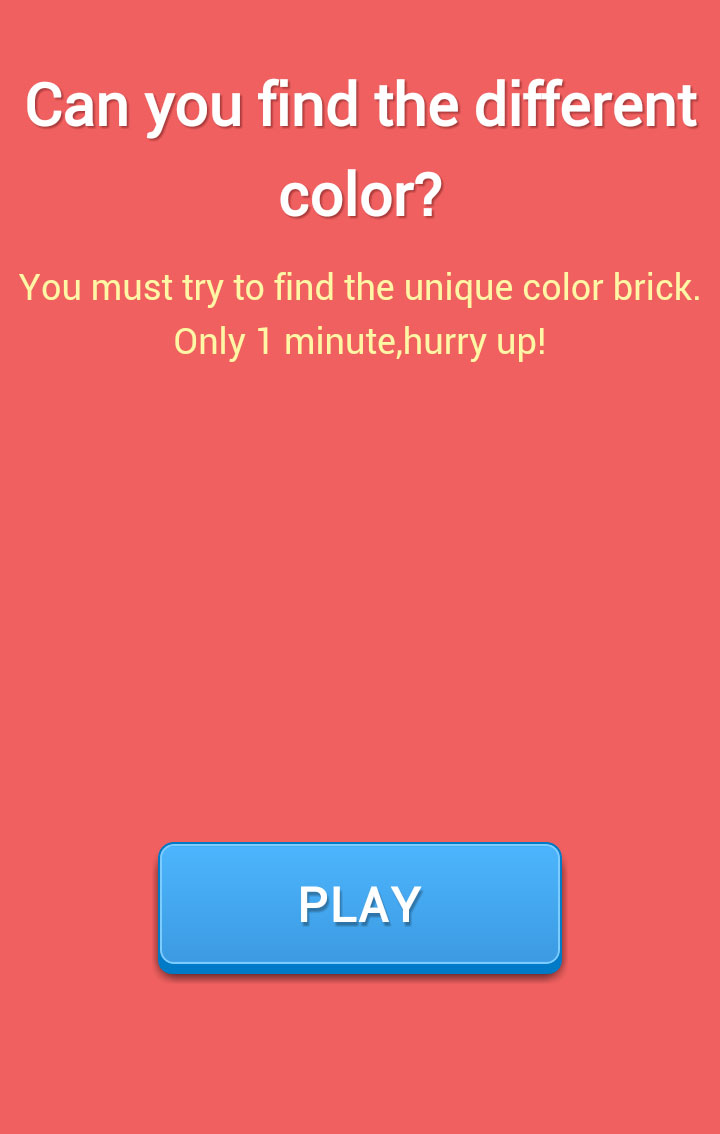 Can you find the different
color?
You must try to find the unique color brick.
Only 1 minute,hurry up!
PLAY